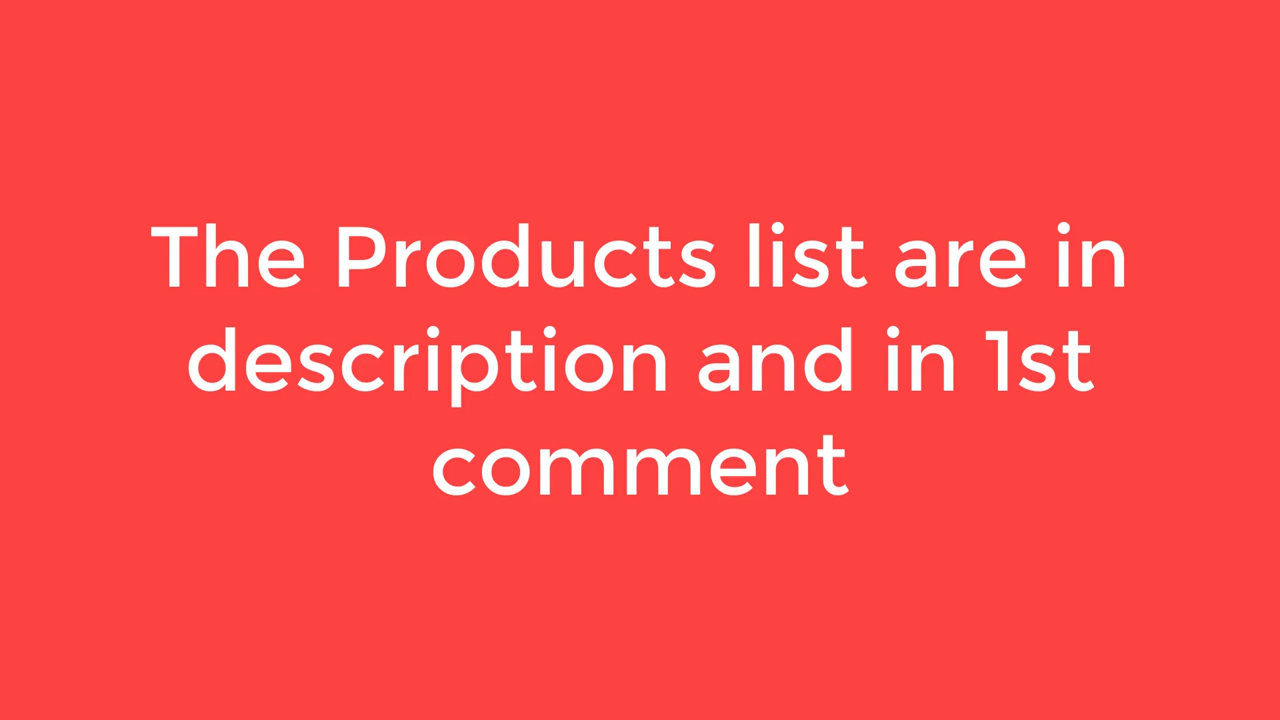 The Products list are in
description and in 1st
comment